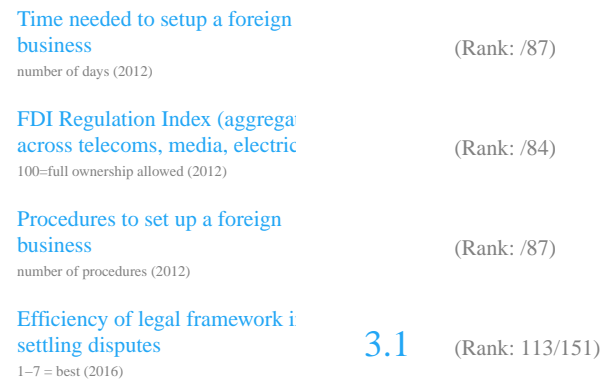 Time needed to setup a foreign
business
(Rank: /87)
number of days (2012)
FDI Regulation Index
across telecoms, media,
(Rank: /84)
100=full ownership allowed (2012)
Procedures to set up a foreign
business
(Rank: /87)
number of procedures (2012)
Efficiency of legal framework
settling disputes
3.1 (Rank: 113/151)
1–7 = best (2016)